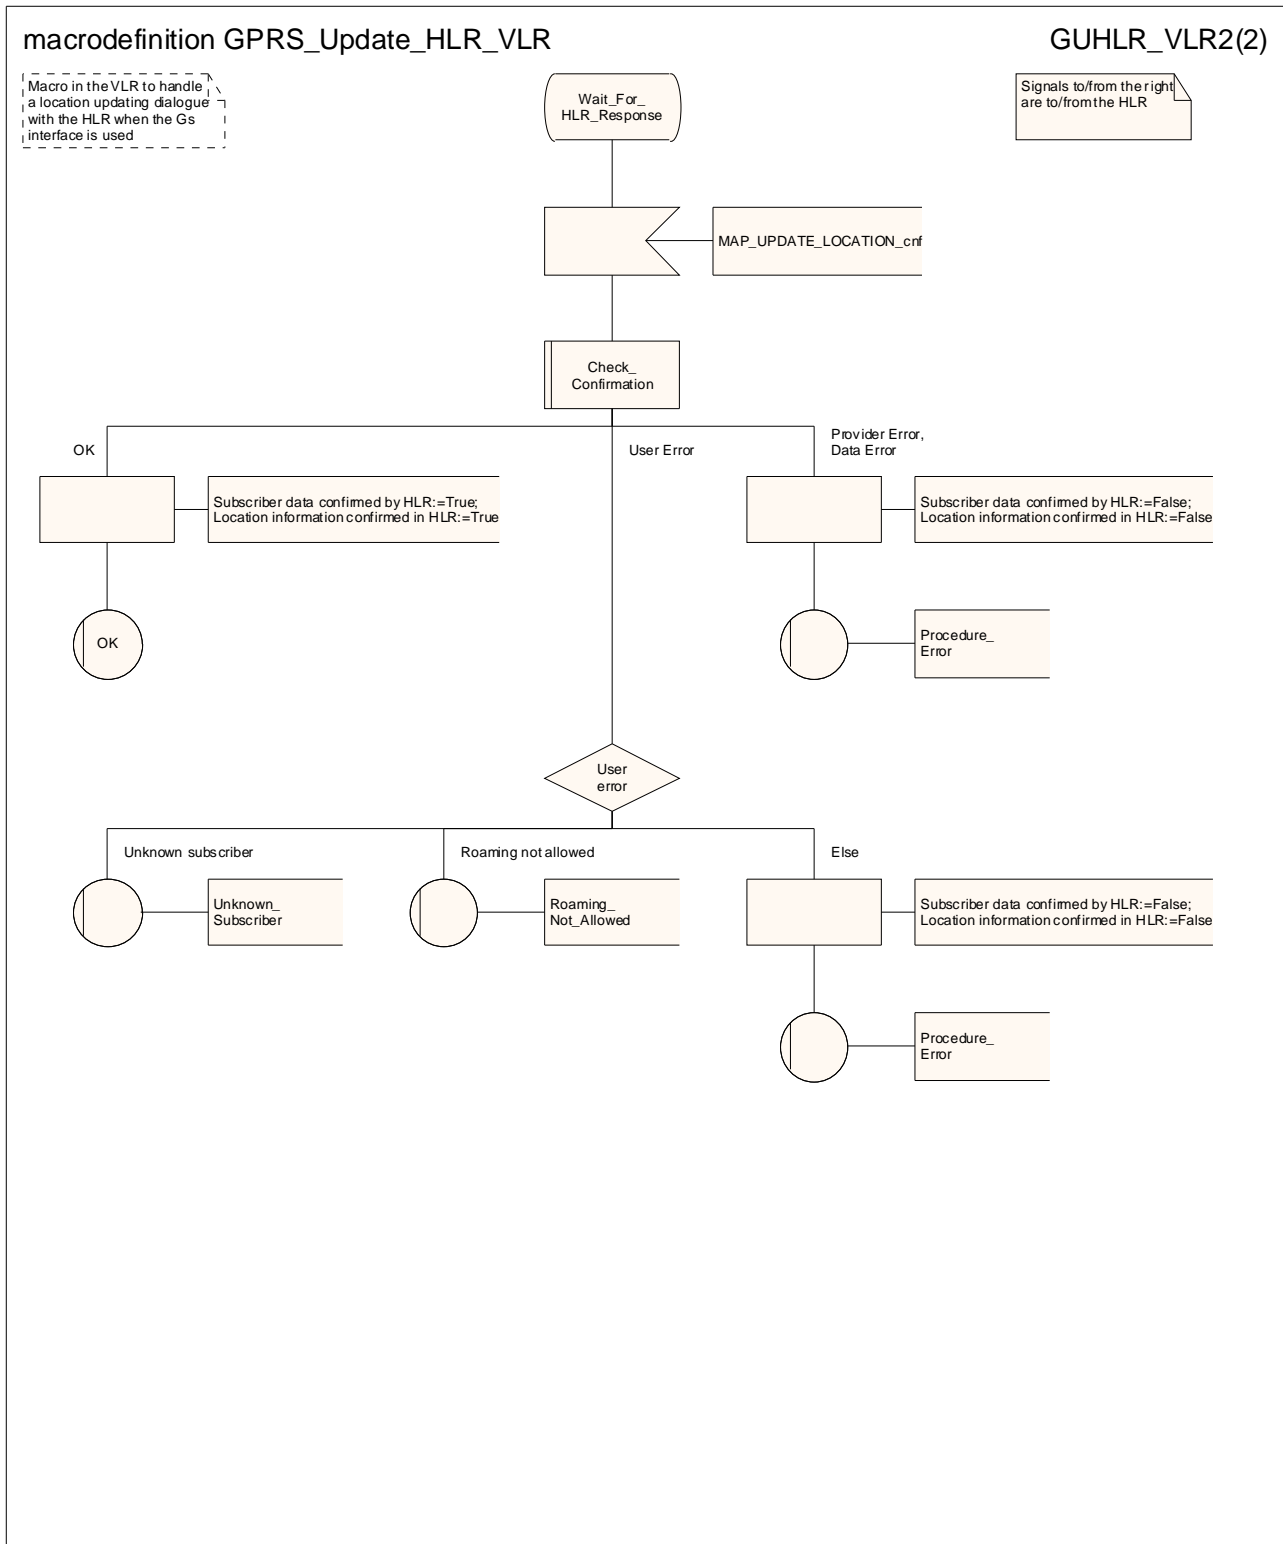 macrodefinition GPRS_Update_HLR_VLR
GUHLR_VLR2(2)
Macro in the VLR to handle
a location updating dialogue
with the HLR when the Gs
interface is used
Wait_For_
HLR_Response
Signals to/from the right
are to/from the HLR
MAP_UPDATE_LOCATION_cnf
Check_
Confirmation
OK
User Error
Provider Error,
Data Error
Subscriber data confirmed by HLR:=True;
Location information confirmed in HLR:=True
Subscriber data confirmed by HLR:=False;
Location information confirmed in HLR:=False
OK
Procedure_
Error
User
error
Unknown subscriber
Roaming not allowed
Else
Unknown_
Subscriber
Roaming_
Not_Allowed
Subscriber data confirmed by HLR:=False;
Location information confirmed in HLR:=False
Procedure_
Error